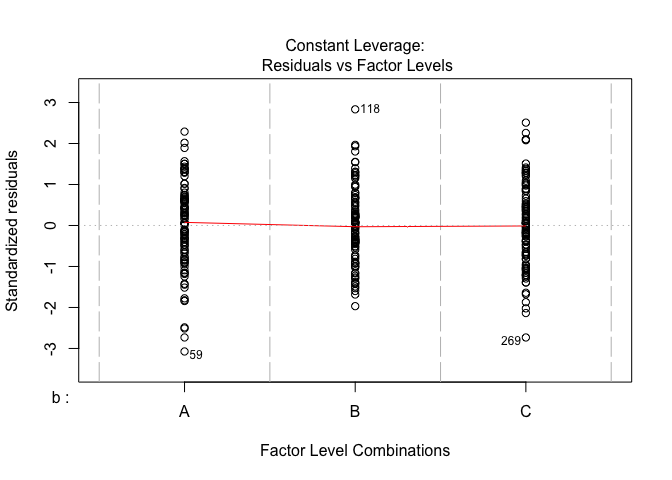 Constant Leverage:
Residuals vs Factor Levels
Standardized residuals
3
2
1
0
-1
-2
-3
118
59
269
b :
A B C
Factor Level Combinations